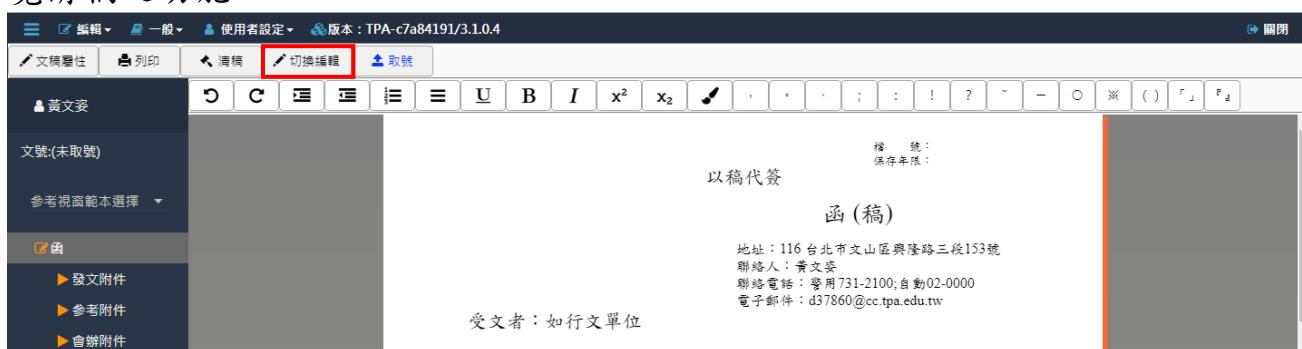 編輯 一般 使用者設定 版本：TPA-c7a84191/3.1.0.4 關閉
文稿屬性 列印 清稿 切換編輯 取號
黃文姿 U B I x² x₂ , 。 、 ; : ! ? ˇ — ○ ※ ( ) 「」 『』
文號:(未取號)
參考視窗範本選擇
函
發文附件
參考附件
會辦附件
檔 號：
保存年限：
以稿代簽
函 (稿)
地址：116 台北市文山區興隆路三段153號
聯絡人：黃文姿
聯絡電話：警用731-2100;自動02-0000
電子郵件：d37860@cc.tpa.edu.tw
受文者：如行文單位